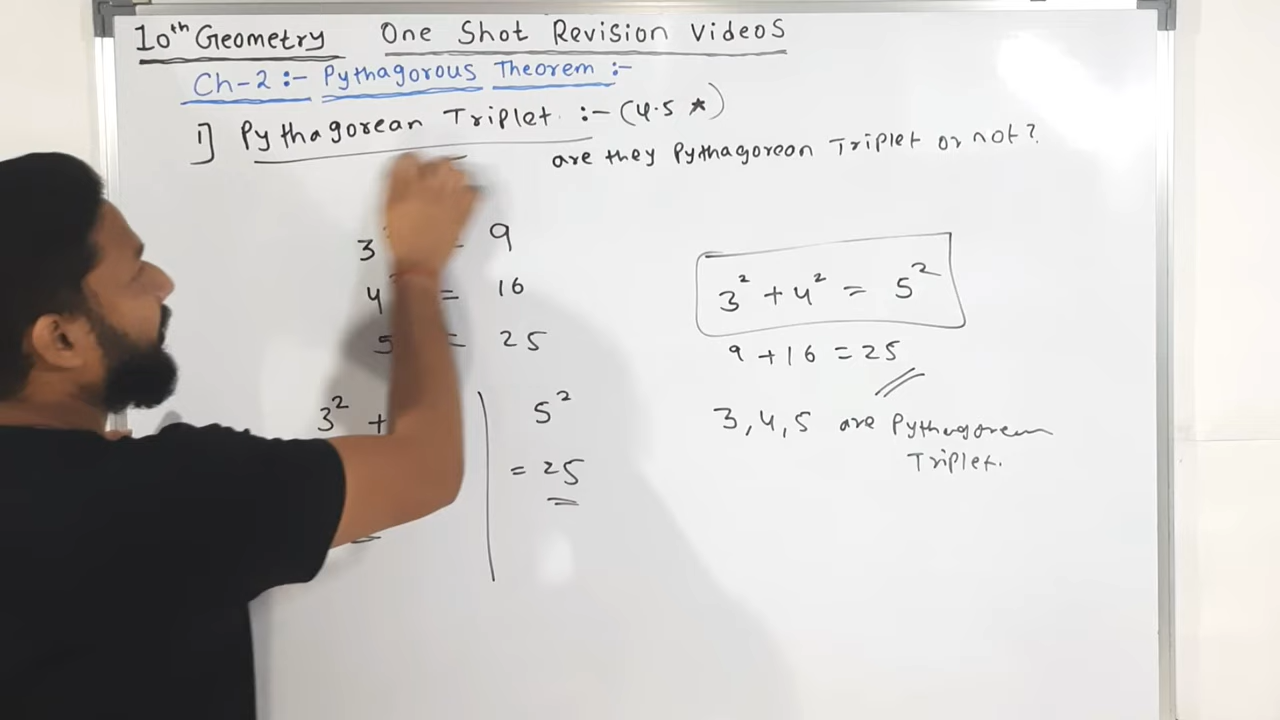 10th Geometry One Shot Revision Videos
Ch-2 :- Pythagorous Theorem :-
1] Pythagorean Triplet :- (4.5 ★)
are they Pythagorean Triplet or not?
3 = 9
4² = 16
5 = 25
3² +
5²
= 25
3² + 4² = 5²
9 + 16 = 25
3, 4, 5 are Pythagorean
Triplet.